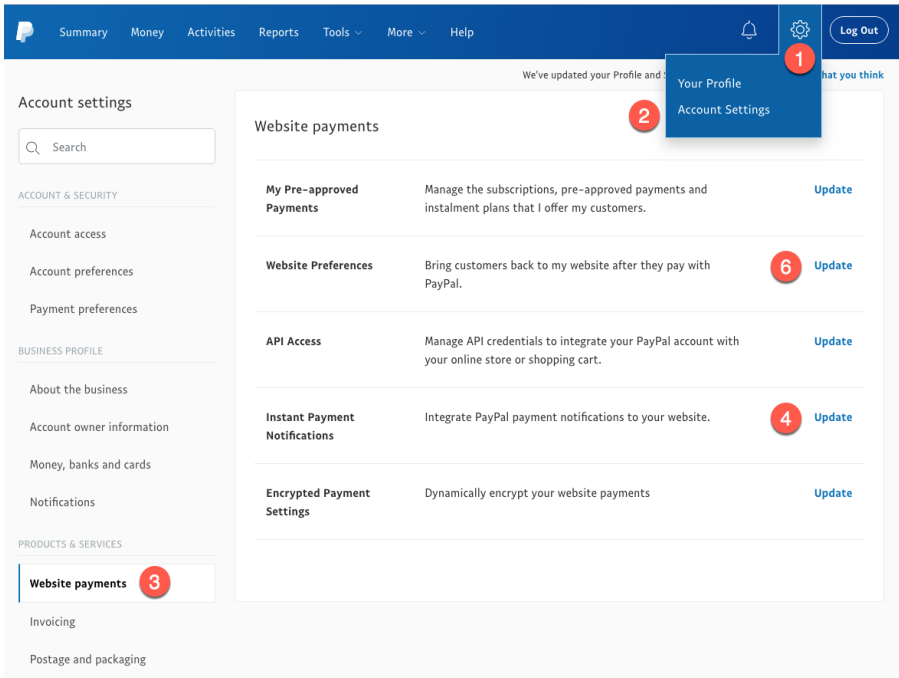 Summary Money Activities Reports Tools More Help Log Out
1
We've updated your Profile and hat you think
Your Profile
Account Settings
2
Account settings
Search
ACCOUNT & SECURITY
Account access
Account preferences
Payment preferences
BUSINESS PROFILE
About the business
Account owner information
Money, banks and cards
Notifications
PRODUCTS & SERVICES
Website payments 3
Invoicing
Postage and packaging
Website payments
My Pre-approved
Payments
Manage the subscriptions, pre-approved payments and
instalment plans that I offer my customers.
Update
Website Preferences
Bring customers back to my website after they pay with
PayPal.
6 Update
API Access
Manage API credentials to integrate your PayPal account with
your online store or shopping cart.
Update
Instant Payment
Notifications
Integrate PayPal payment notifications to your website.
4 Update
Encrypted Payment
Settings
Dynamically encrypt your website payments
Update